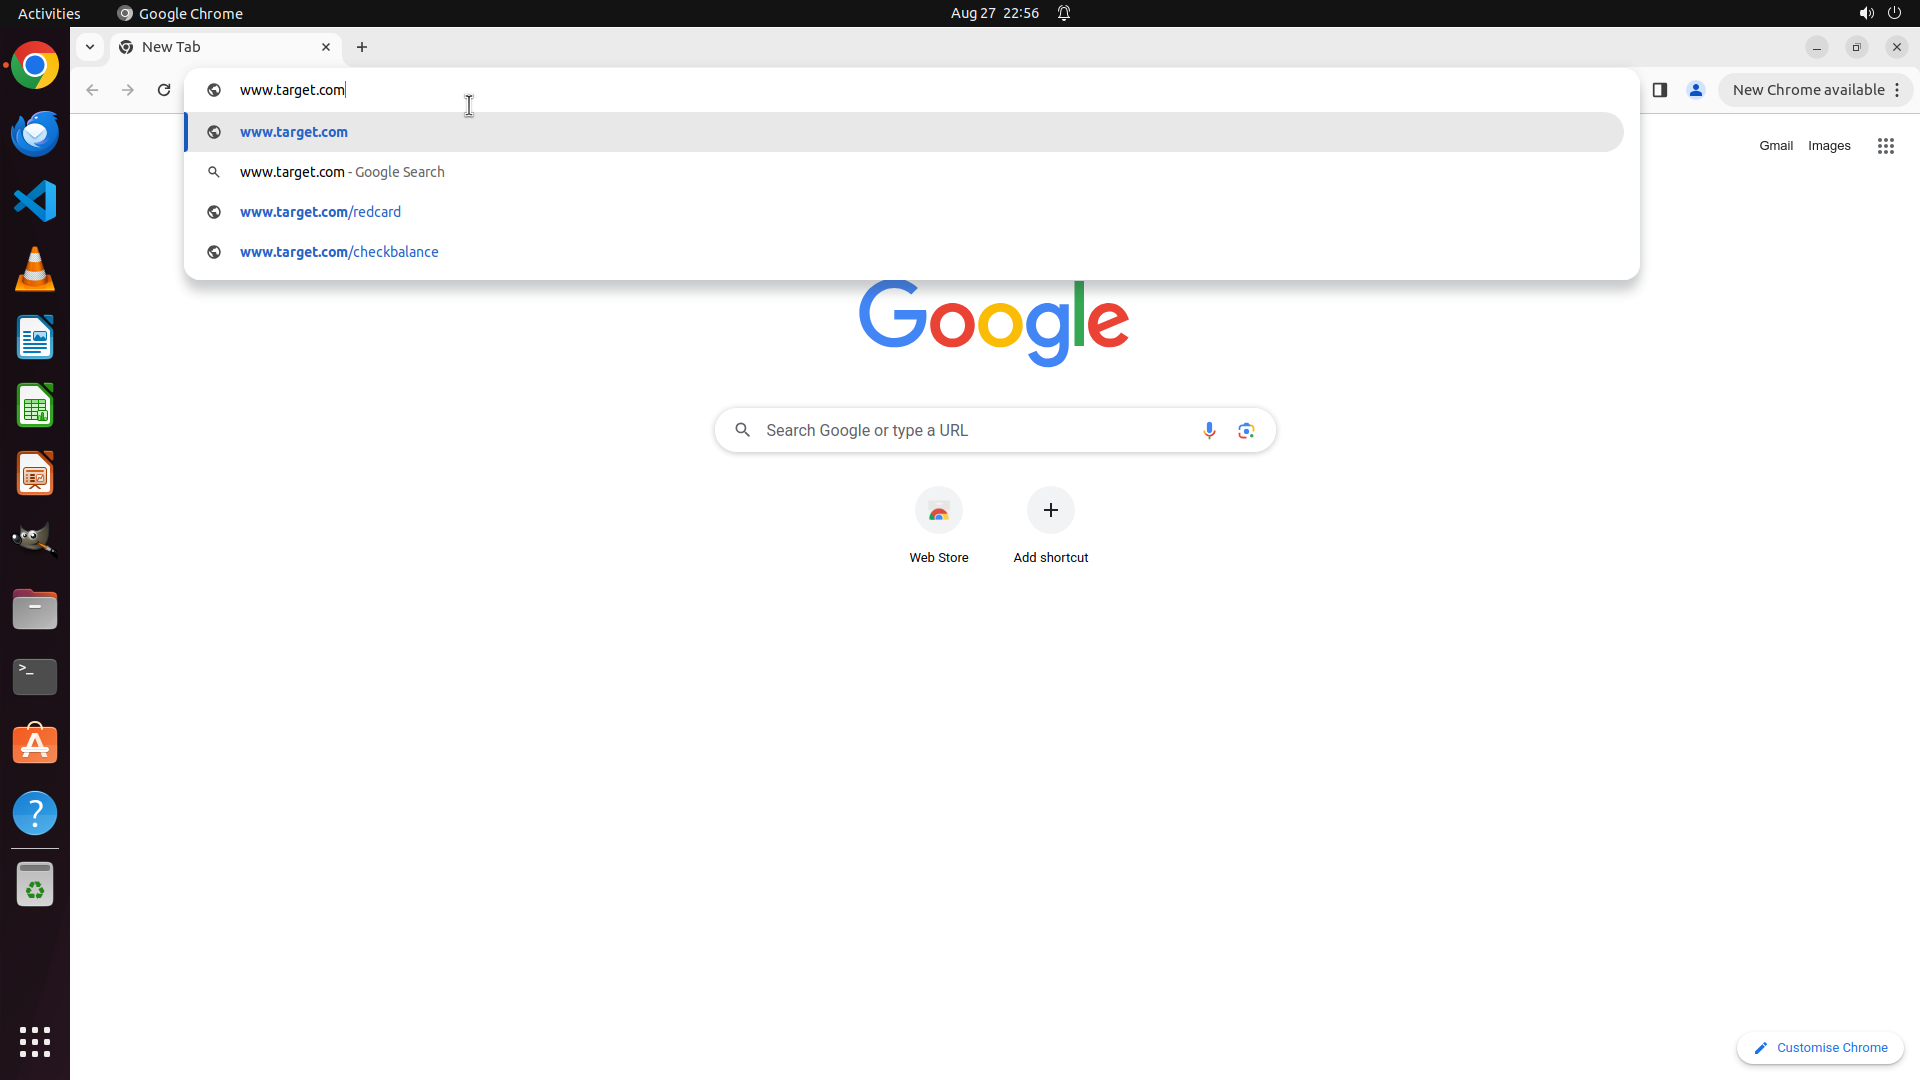 Activities
Google Chrome
Aug 27 22:56
New Tab
www.target.com
New Chrome available
www.target.com
www.target.com - Google Search
www.target.com/redcard
www.target.com/checkbalance
Gmail
Images
Google
Search Google or type a URL
Web Store
Add shortcut
Customise Chrome